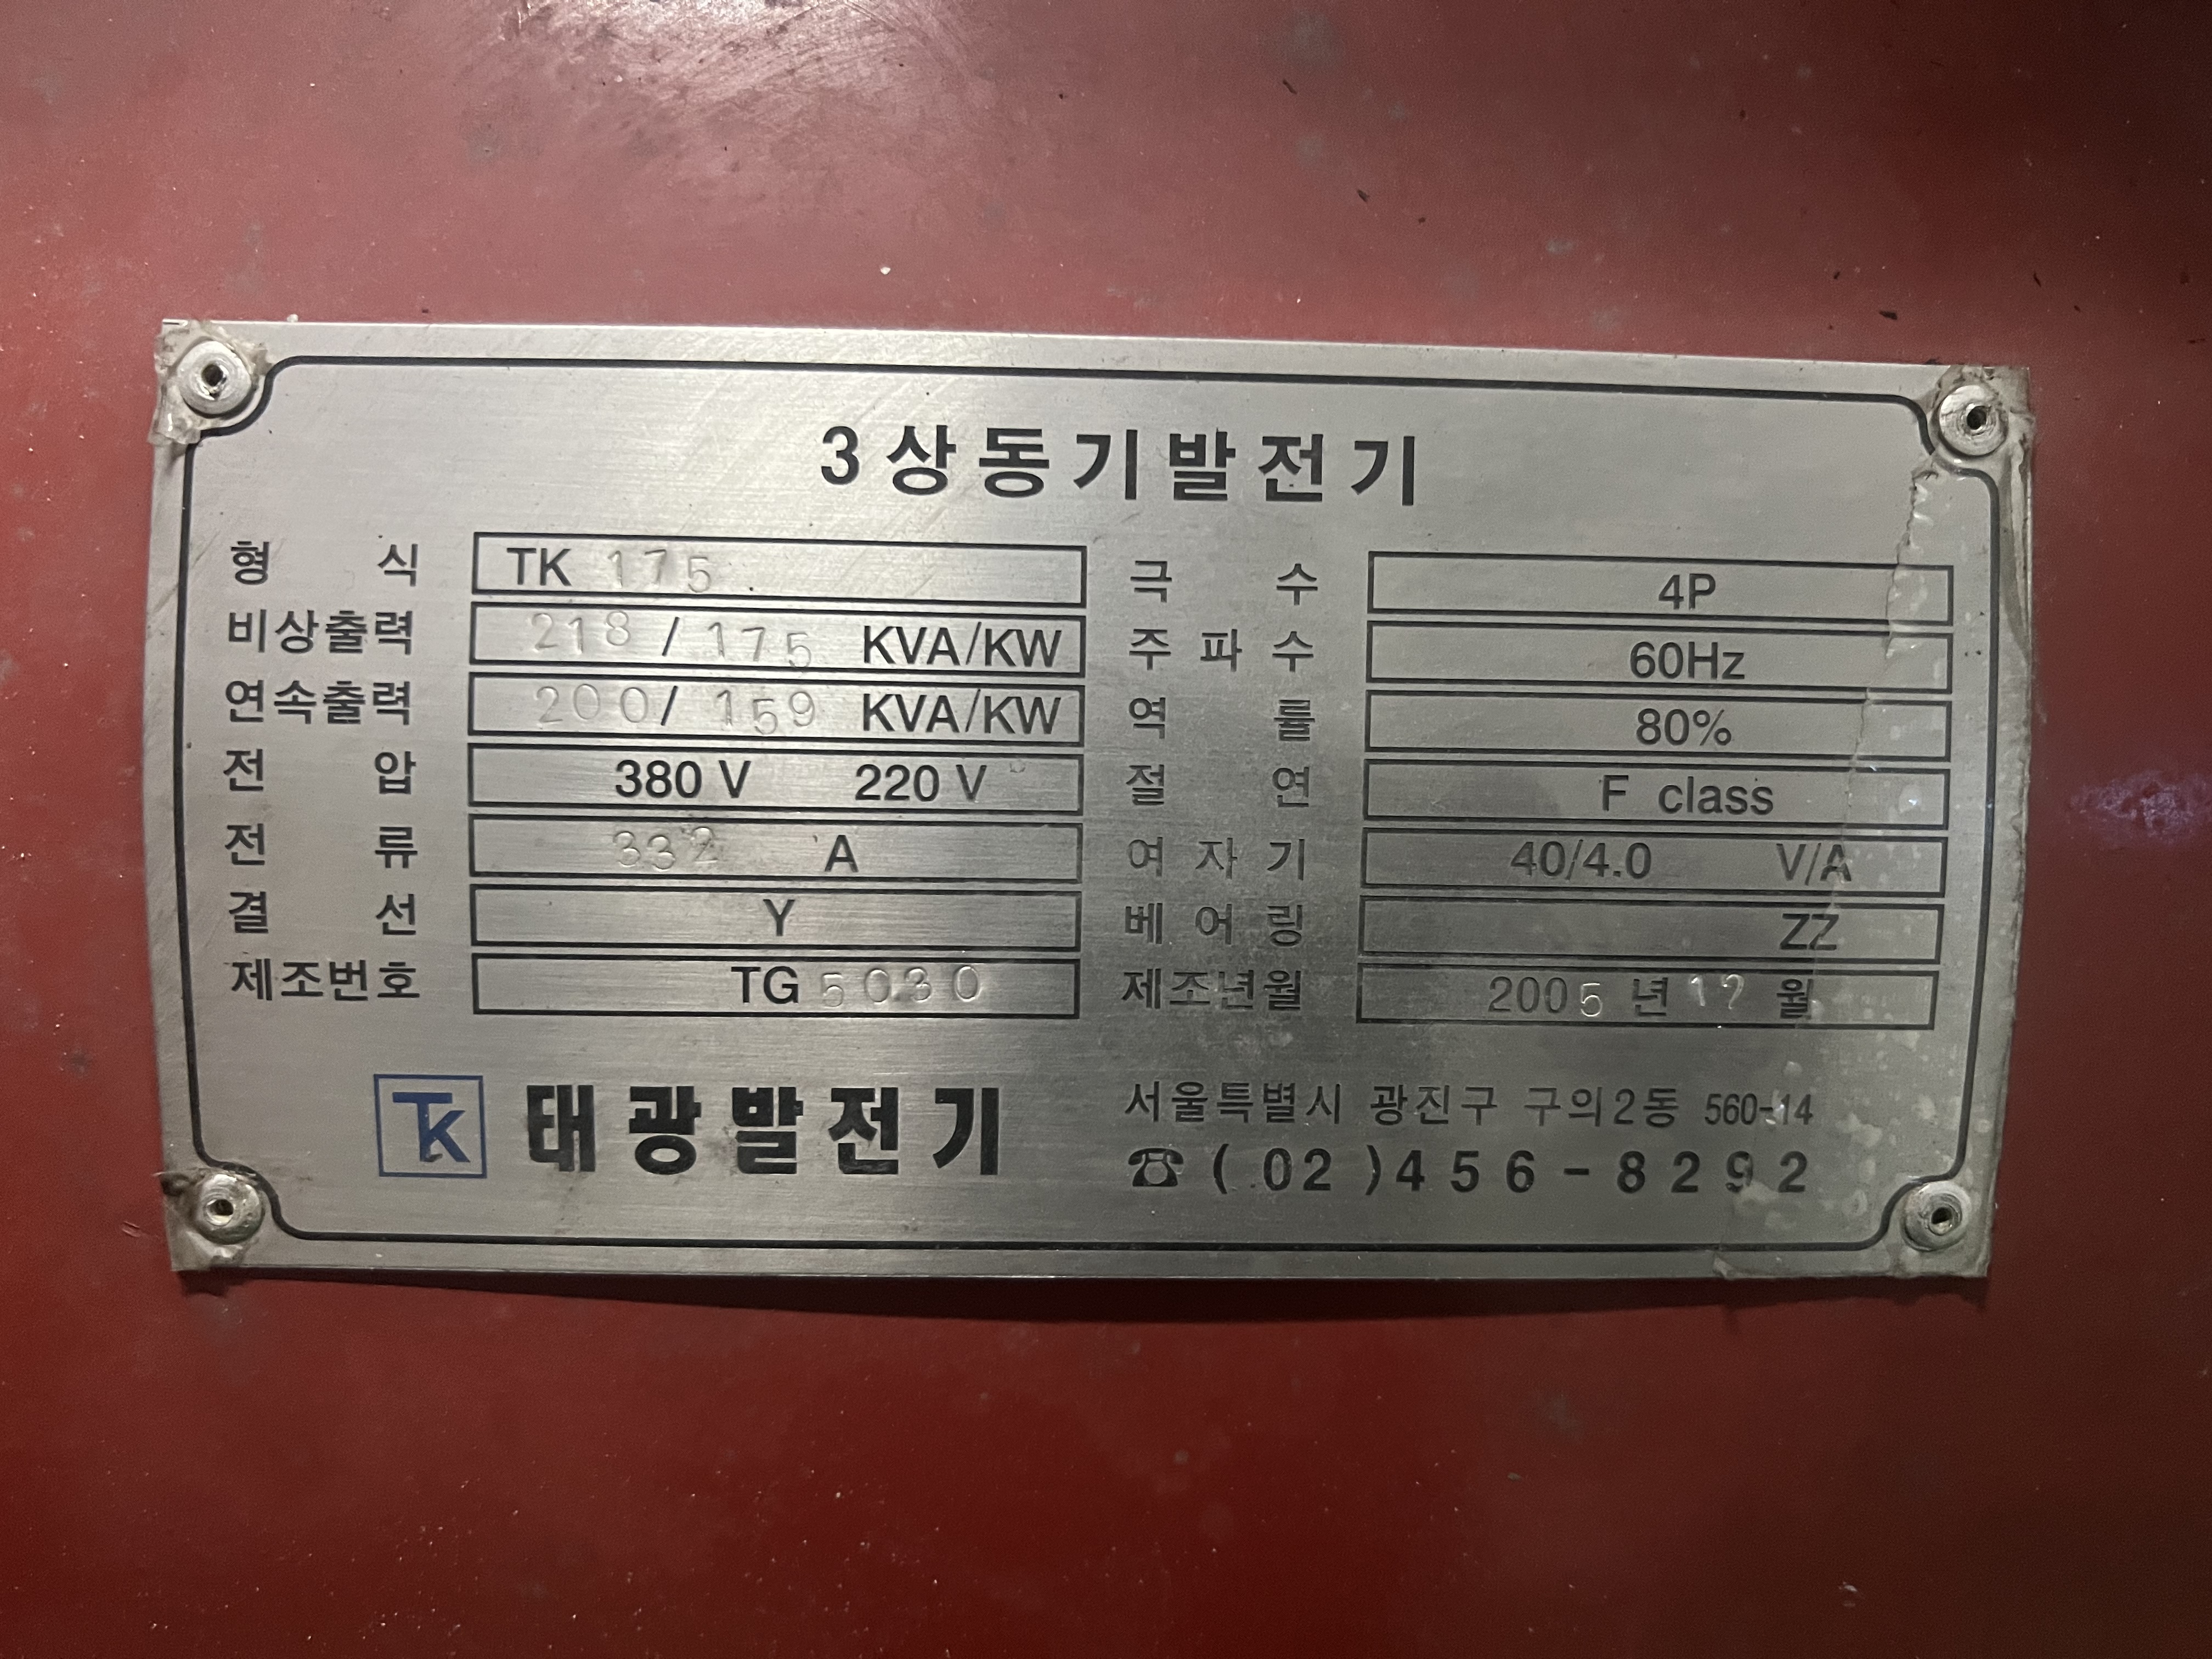 3상동기발전기
형식 TK 175
비상출력 218 / 175 KVA/KW
연속출력 200 / 159 KVA/KW
전압 380 V 220 V
전류 332 A
결선 Y
제조번호 TG 5030
극수 4P
주파수 60Hz
역률 80%
절연 F class
여자기 40/4.0 V/A
베어링 ZZ
제조년월 2005 년 12 월
TK 태광발전기
서울특별시 광진구 구의2동 560-14
☎ (02)456-8292